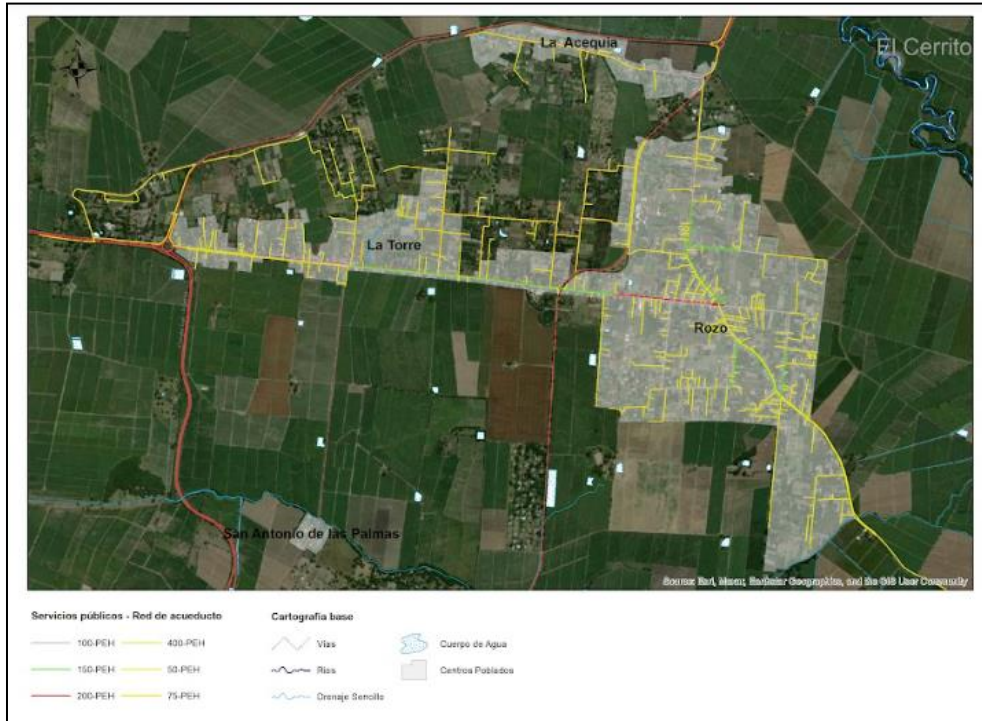 La Acequia
El Cerrito
La Torre
Rozo
San Antonio de las Palmas
Source: Esri, Maxar, Earthstar Geographics, and the GIS User Community
Servicios públicos - Red de acueducto
100-PEH
400-PEH
150-PEH
50-PEH
200-PEH
75-PEH
Cartografía base
Vías
Cuerpo de Agua
Ríos
Centros Poblados
Drenaje Sencillo